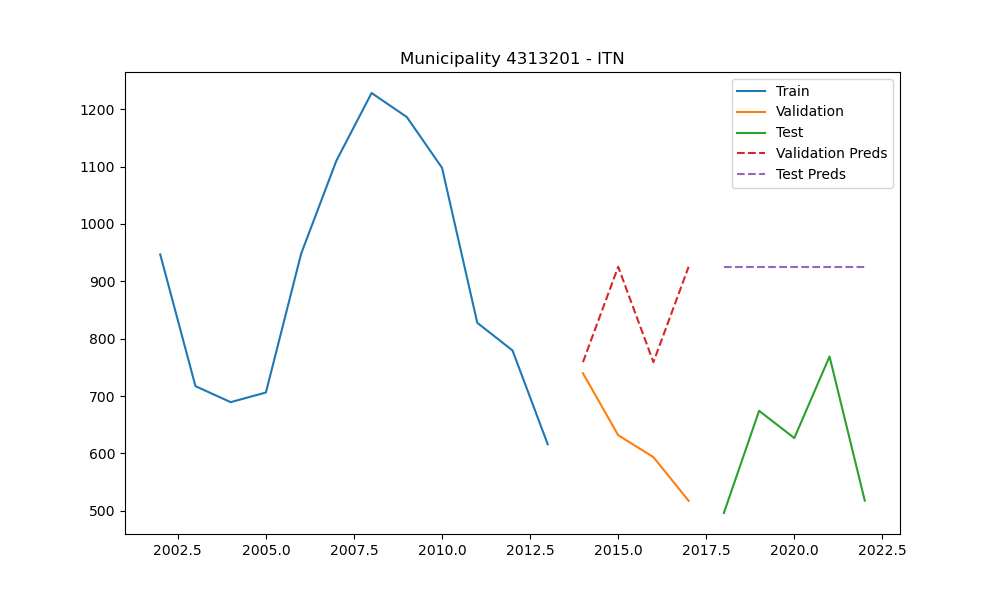 Municipality 4313201 - ITN
Train
Validation
Test
Validation Preds
Test Preds
1200
1100
1000
900
800
700
600
500
2002.5 2005.0 2007.5 2010.0 2012.5 2015.0 2017.5 2020.0 2022.5